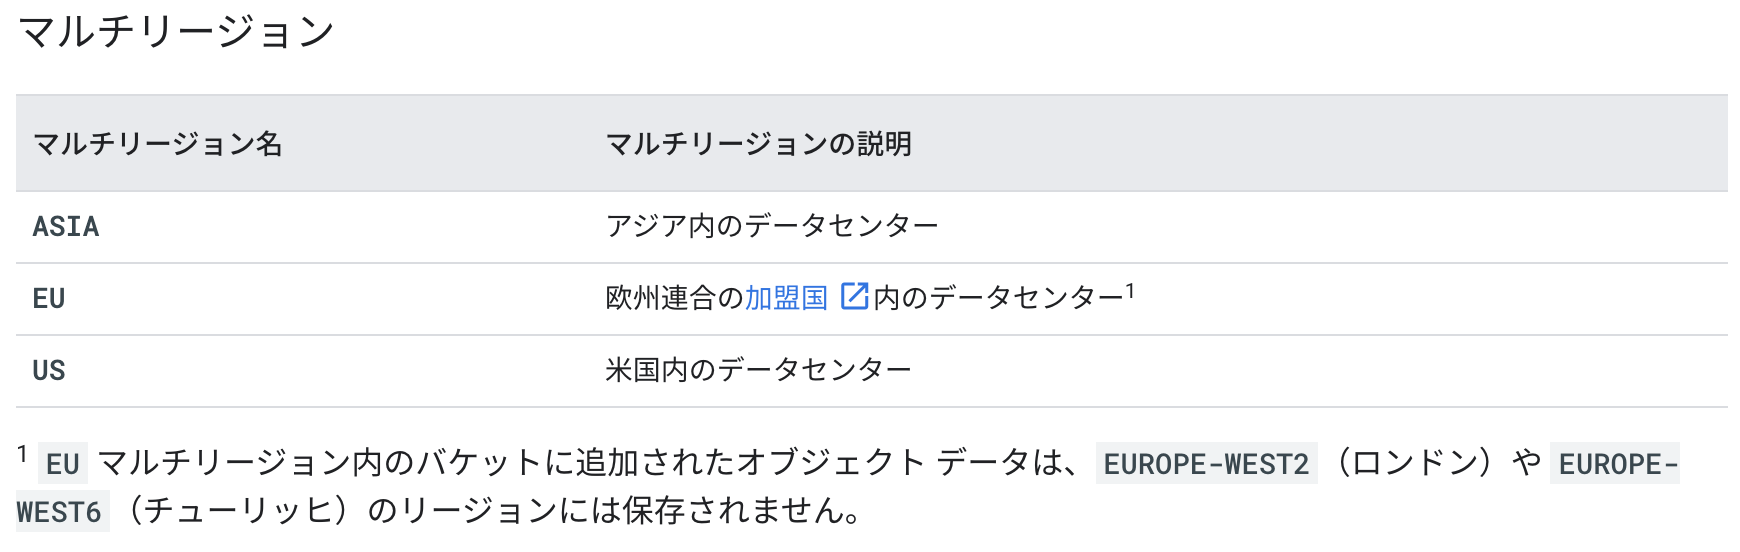 マルチリージョン
マルチリージョン名 マルチリージョンの説明
ASIA アジア内のデータセンター
EU 欧州連合の加盟国 内のデータセンター1
US 米国内のデータセンター
1 EU マルチリージョン内のバケットに追加されたオブジェクト データは、EUROPE-WEST2（ロンドン）や EUROPE-
WEST6（チューリッヒ）のリージョンには保存されません。